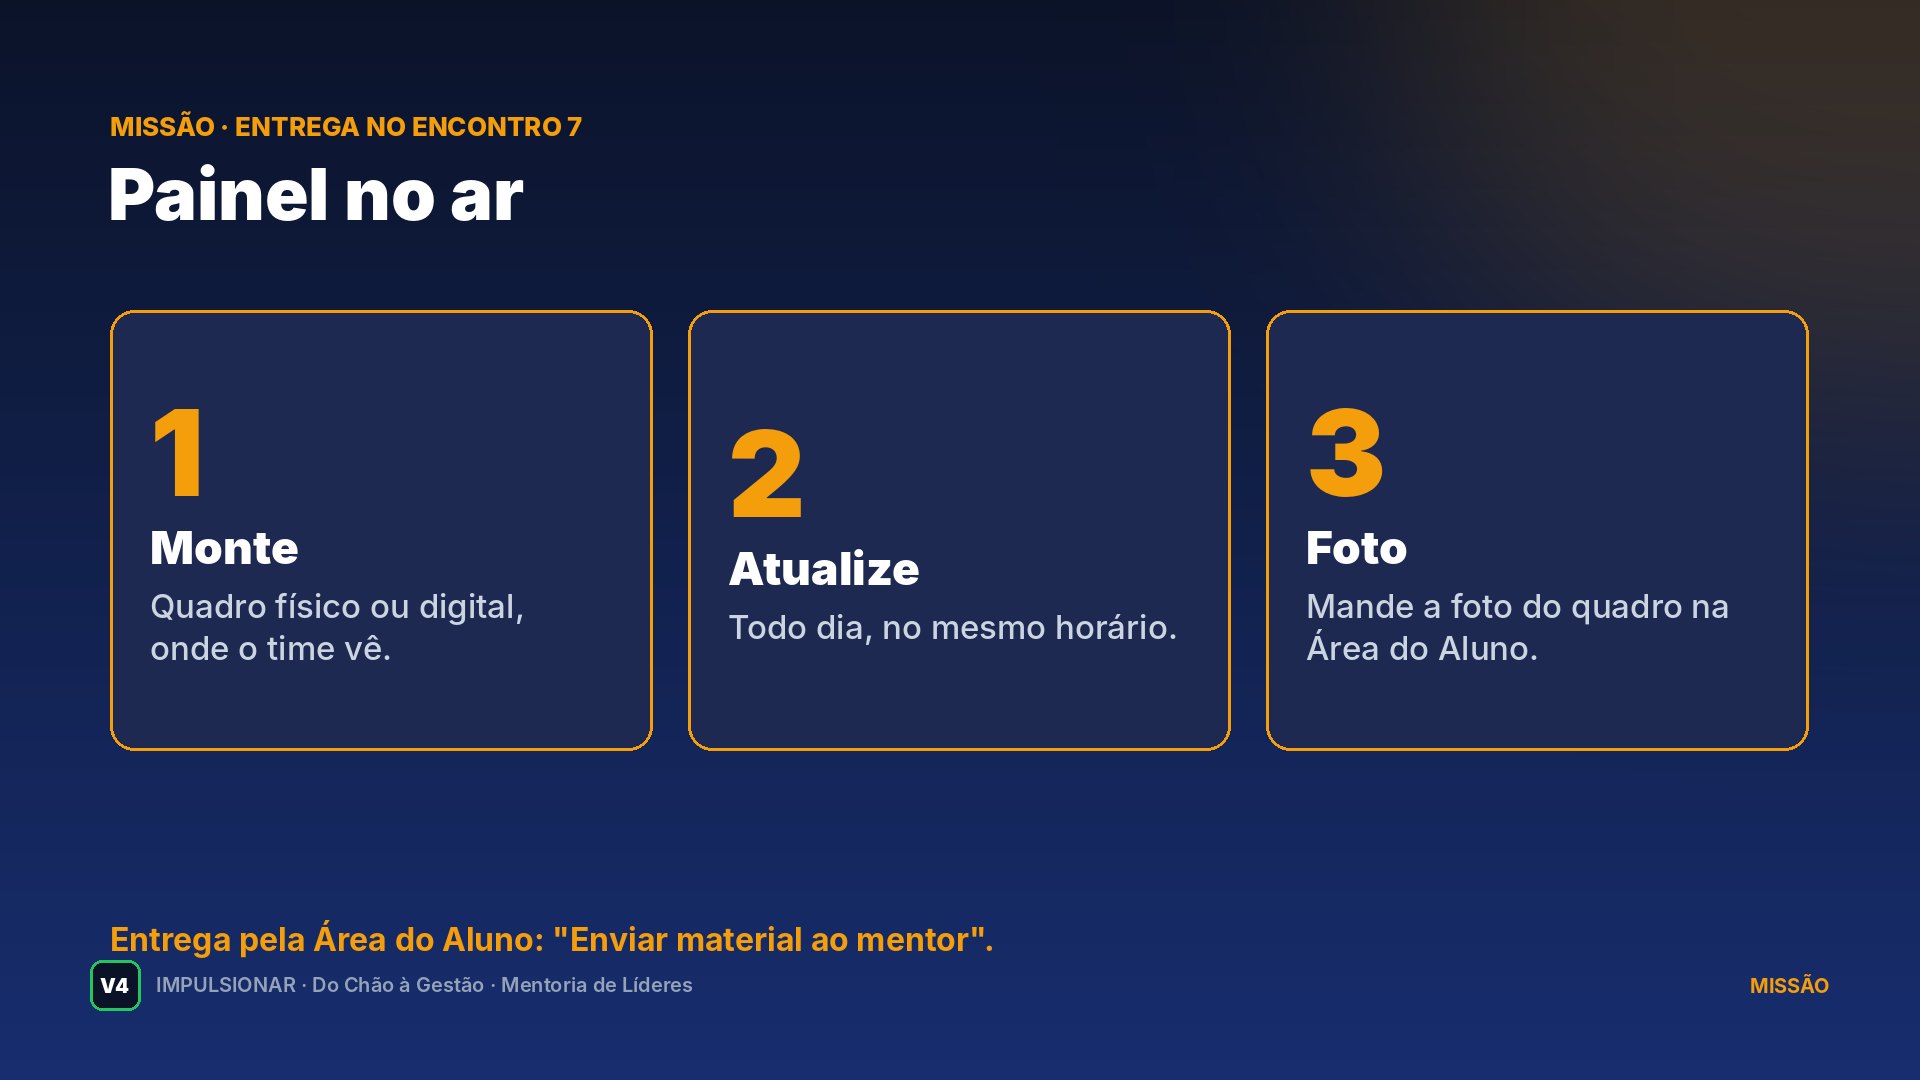 MISSÃO · ENTREGA NO ENCONTRO 7
Painel no ar
1
Monte
Quadro físico ou digital,
onde o time vê.
2
Atualize
Todo dia, no mesmo horário.
3
Foto
Mande a foto do quadro na
Área do Aluno.
Entrega pela Área do Aluno: "Enviar material ao mentor".
V4
IMPULSIONAR · Do Chão à Gestão · Mentoria de Líderes
MISSÃO